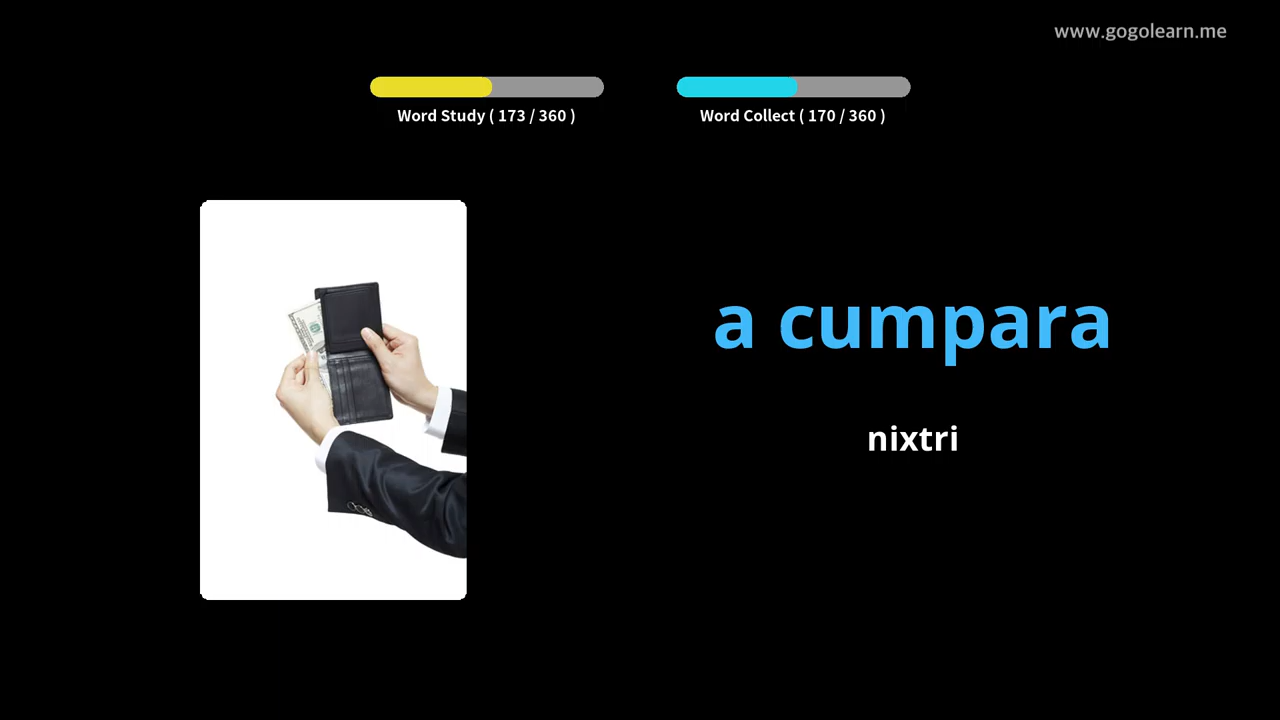 www.gogolearn.me
Word Study ( 173 / 360 )
Word Collect ( 170 / 360 )
a cumpara
nixtri